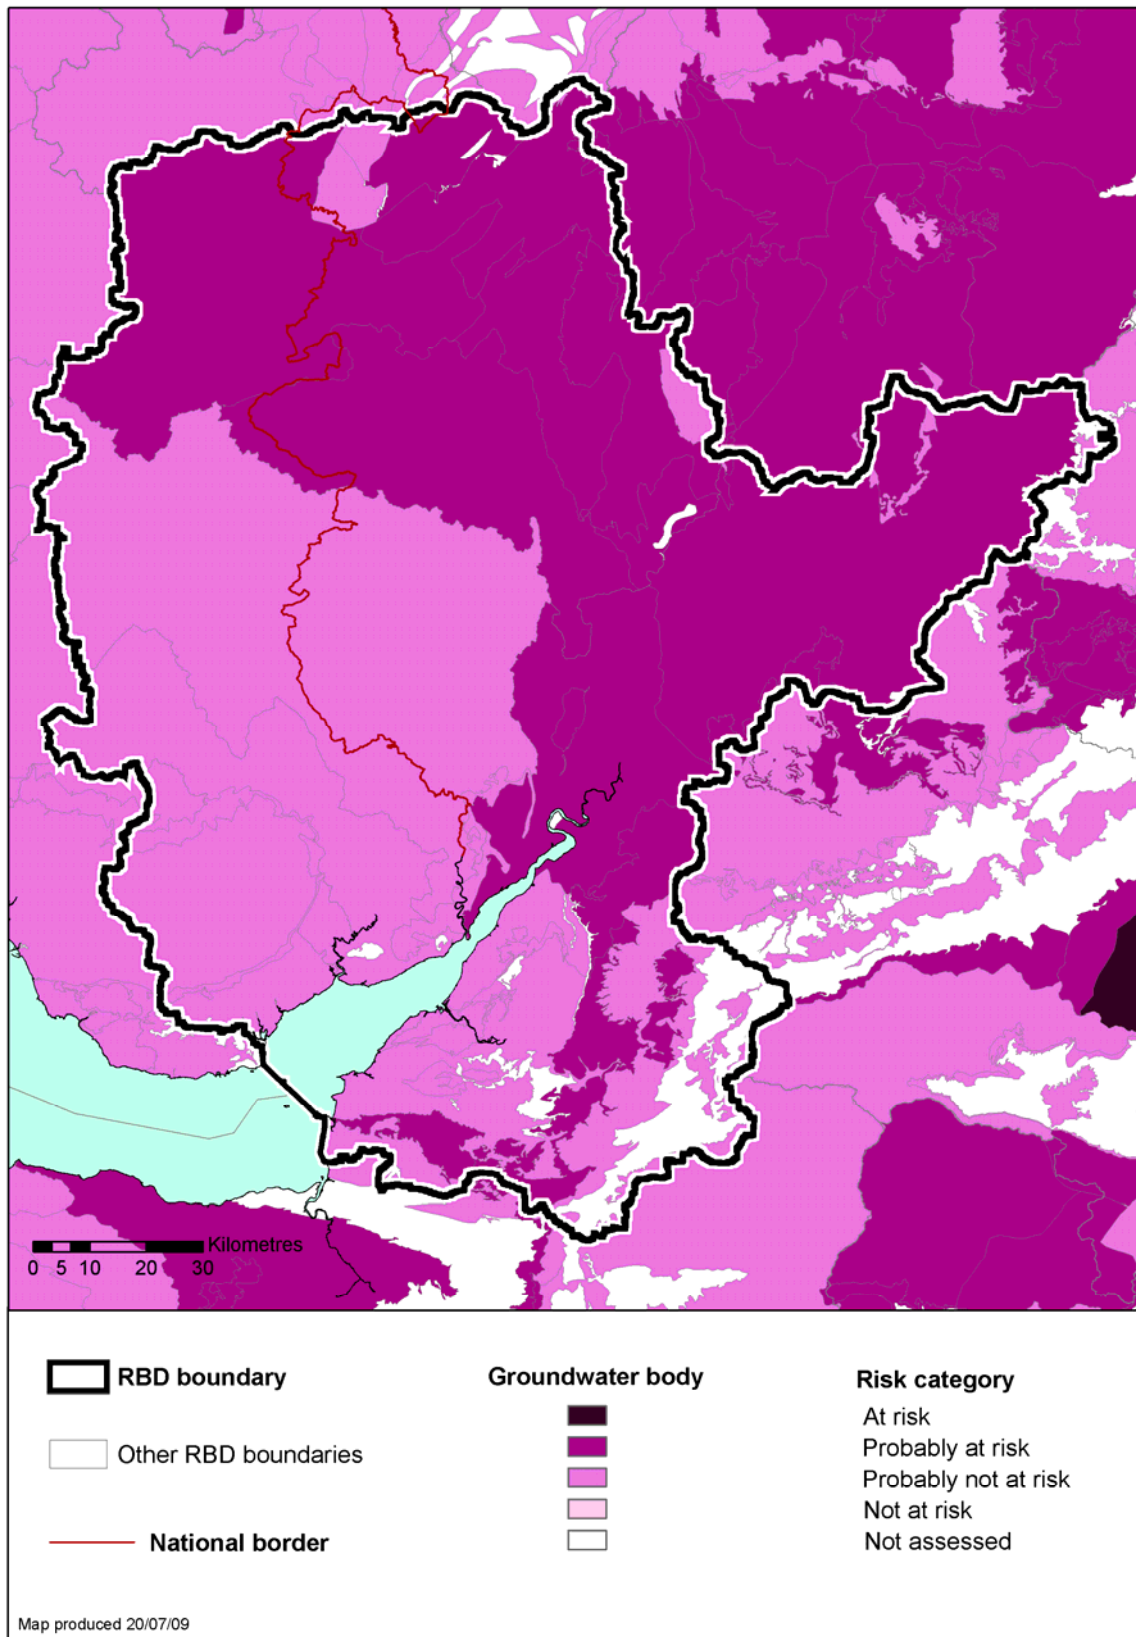 Kilometres
0 5 10 20 30
RBD boundary
Other RBD boundaries
National border
Groundwater body
Risk category
At risk
Probably at risk
Probably not at risk
Not at risk
Not assessed
Map produced 20/07/09